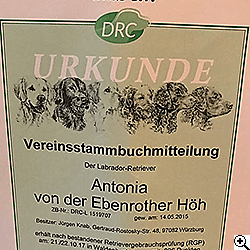 DRC
URKUNDE
Vereinsstammbuchmitteilung
Der Labrador-Retriever
Antonia
von der Ebenrother Höh
ZB-Nr.: DRC-L 1519707 gew. am: 14.05.2015
Besitzer: Jürgen Knab, Gertraud-Rostosky-Str. 48, 97082 Würzburg
erhält nach bestandener Retrievergebrauchsprüfung (RGP)
am: 21./22.10.17 in